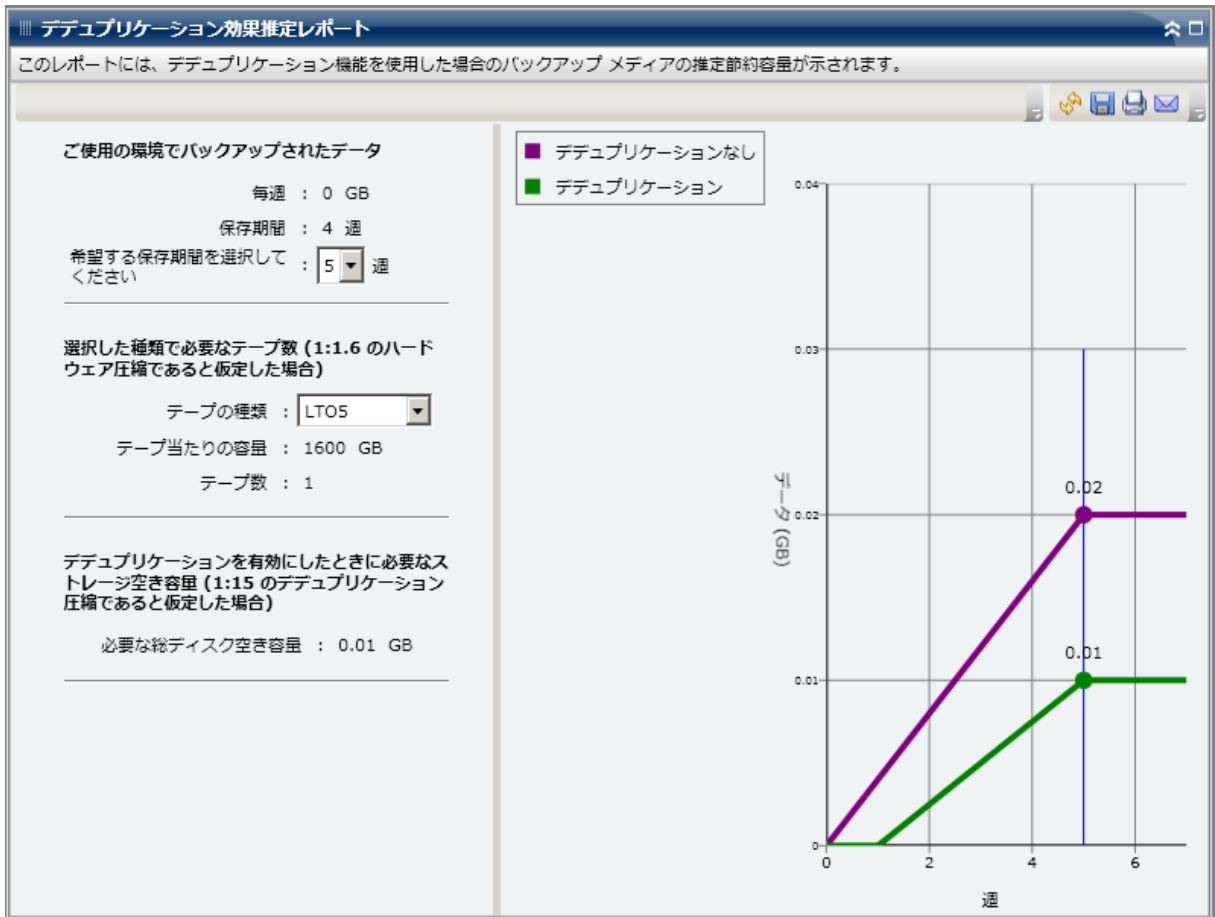 デデュプリケーション効果推定レポート
このレポートには、デデュプリケーション機能を使用した場合のバックアップ メディアの推定節約容量が示されます。
ご使用の環境でバックアップされたデータ
毎週 : 0 GB
保存期間 : 4 週
希望する保存期間を選択して
ください : 5 週
選択した種類で必要なテープ数 (1:1.6 のハード
ウェア圧縮であると仮定した場合)
テープの種類 : LTO5
テープ当たりの容量 : 1600 GB
テープ数 : 1
デデュプリケーションを有効にしたときに必要なス
トレージ空き容量 (1:15 のデデュプリケーション
圧縮であると仮定した場合)
必要な総ディスク空き容量 : 0.01 GB
デデュプリケーションなし
デデュプリケーション
0.04
0.03
0.02
0.02
0.01
0.01
0
データ (GB)
0 2 4 6
週